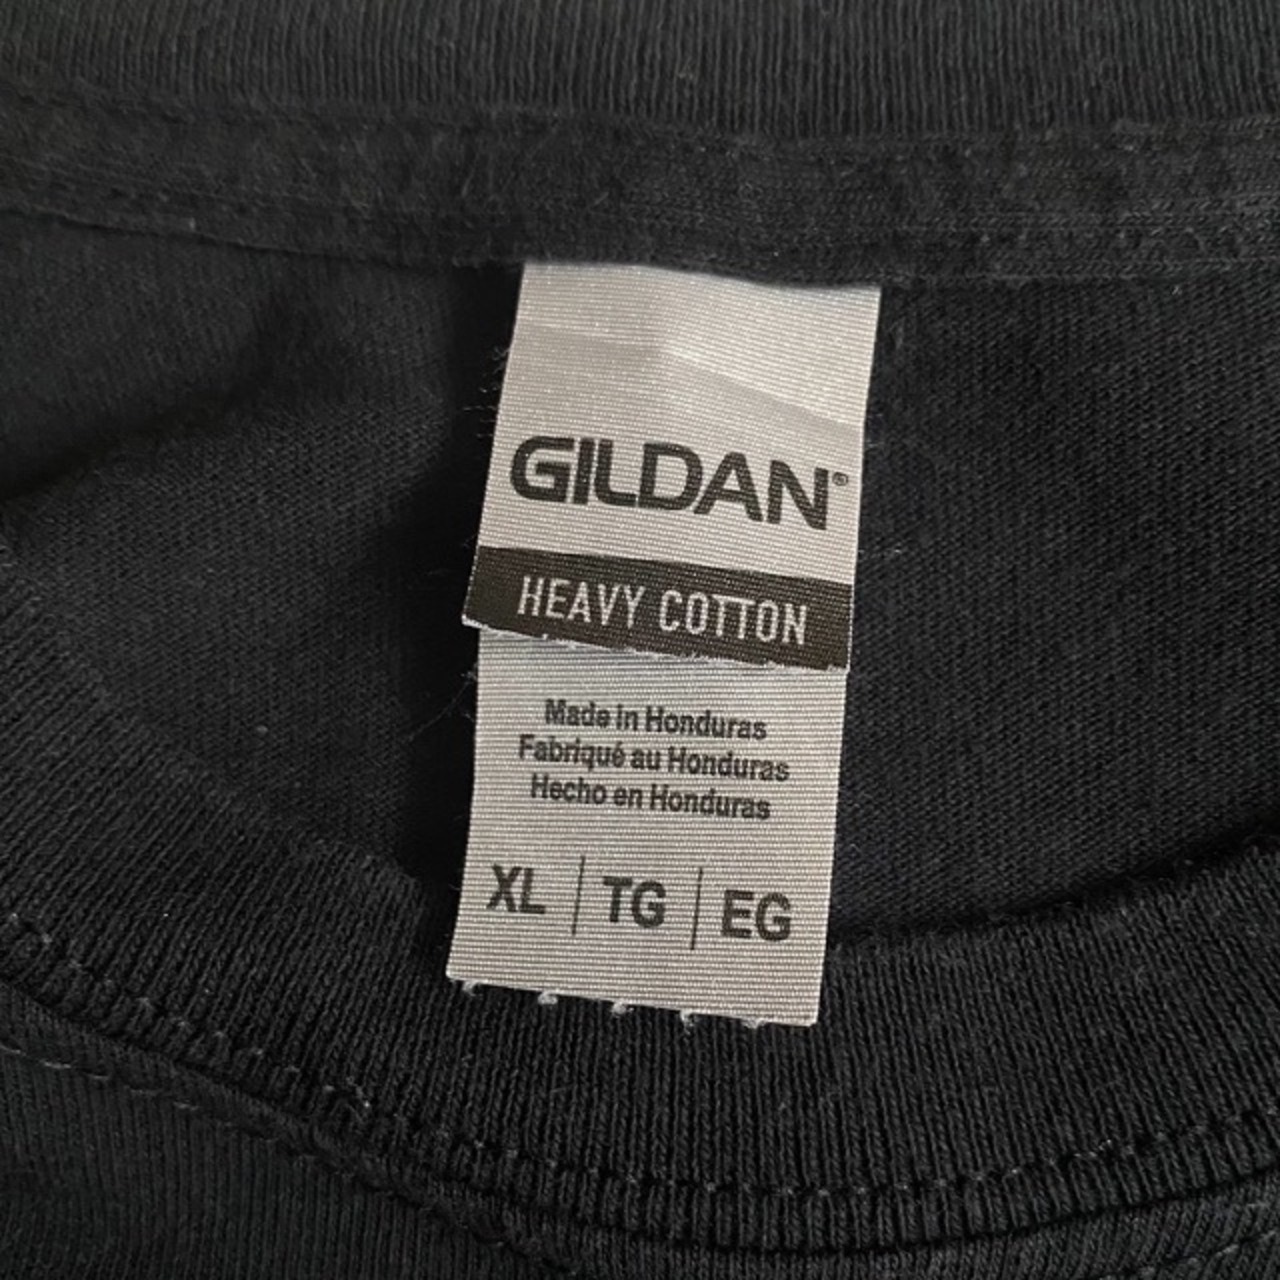 GILDAN®
HEAVY COTTON
Made in Honduras
Fabriqué au Honduras
Hecho en Honduras
XL | TG | EG